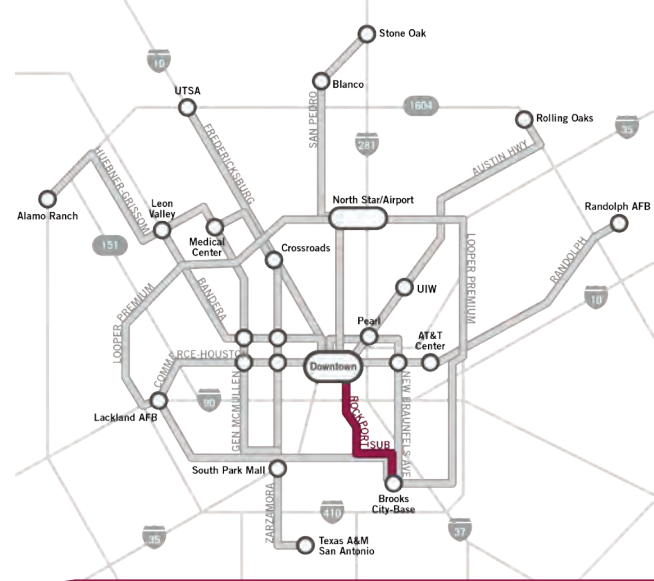 Stone Oak
10
Blanco
UTSA
1604
SAN PEDRO
Rolling Oaks
FREDERICKSBURG
35
281
AUSTIN HWY
HUEBNER-GRISSOM
Leon
Valley
North Star/Airport
Randolph AFB
Alamo Ranch
Medical
Center
151
Crossroads
LOOPER PREMIUM
RANDOLPH
UIW
10
BANDERA
LOOPER PREMIUM
Pearl
AT&T
Center
COMMERCE-HOUSTON
Downtown
GEN MCMULLEN
90
ROCKPORT SUB
NEW BRAUNFELS AVE
Lackland AFB
South Park Mall
Brooks
City-Base
ZARZAMORA
410
35
37
Texas A&M
San Antonio